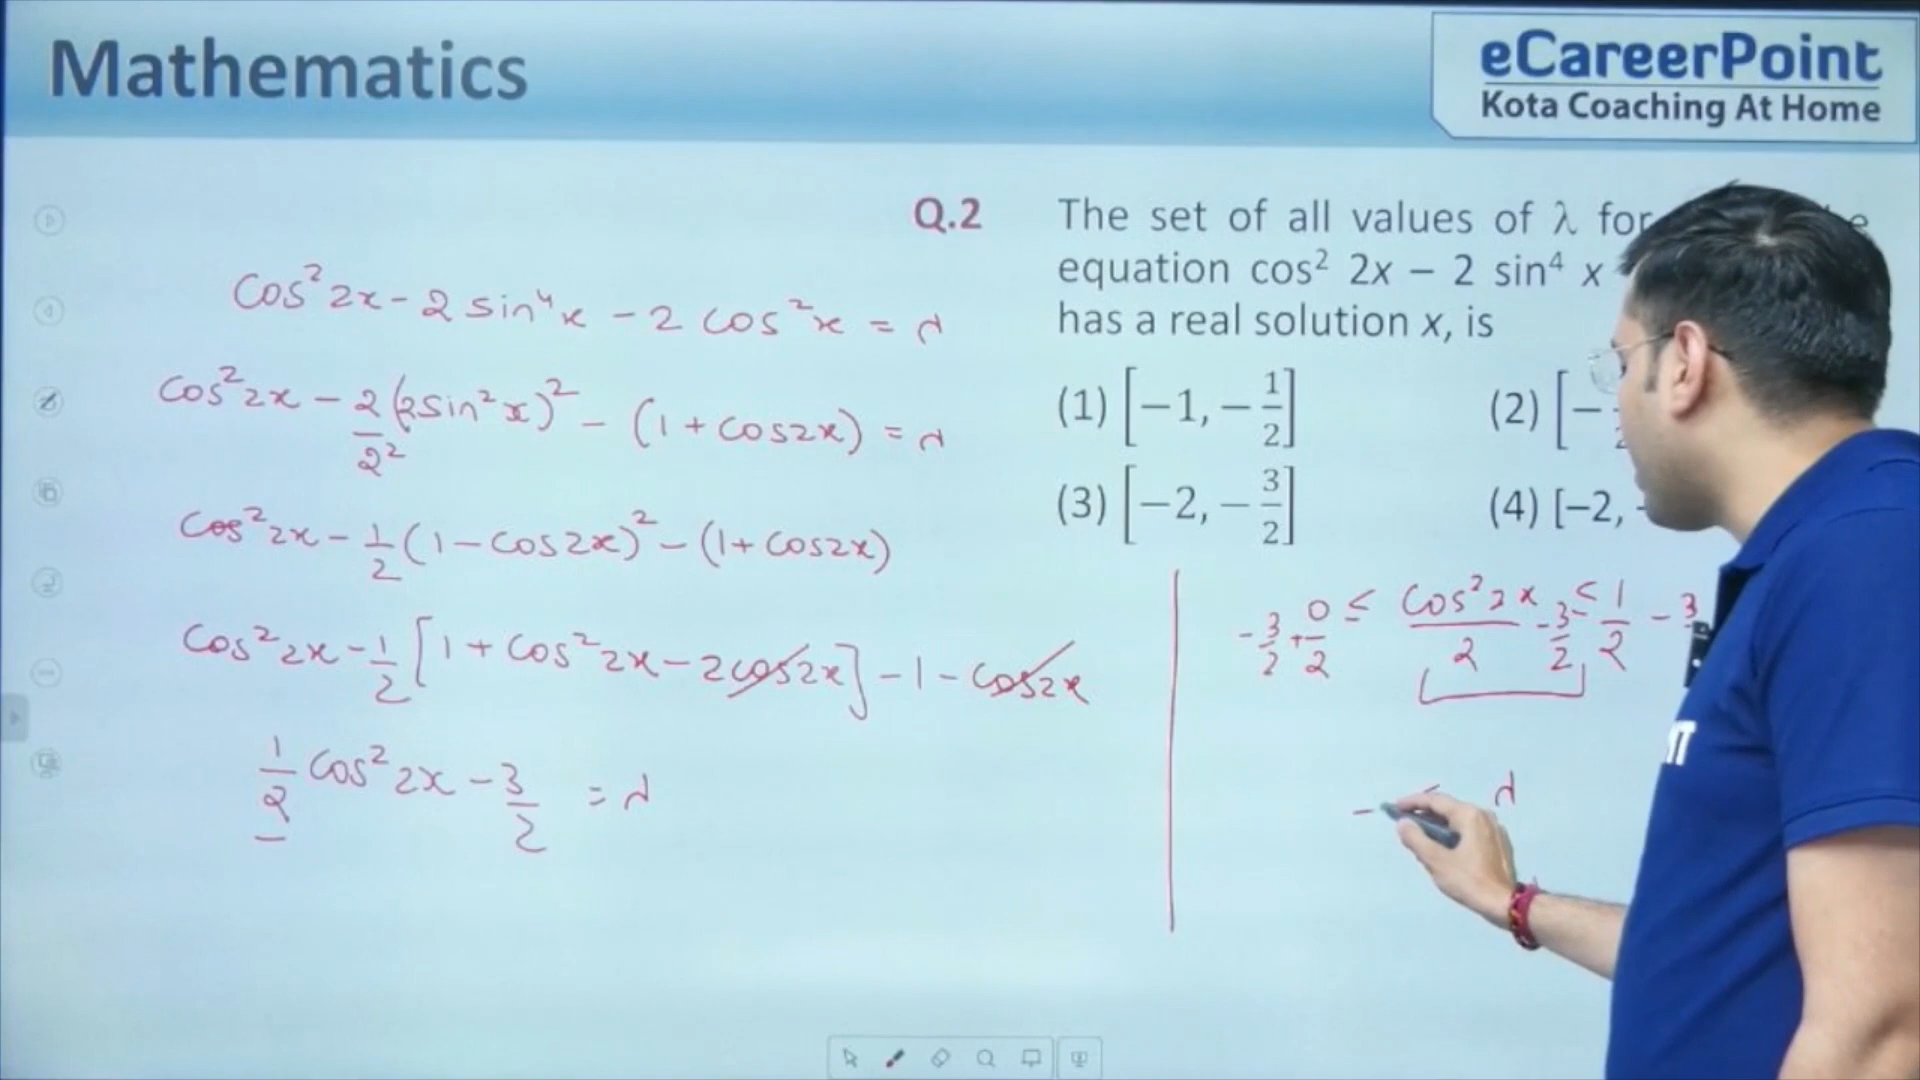 Mathematics
eCareerPoint
Kota Coaching At Home
Q.2 The set of all values of λ for
equation cos² 2x – 2 sin⁴ x
has a real solution x, is
(1) [–1, –1/2]
(2) [–
(3) [–2, –3/2]
(4) [–2,
cos²2x - 2 sin⁴x - 2 cos²x = λ
cos²2x - 2/2² (2sin²x)² - (1+cos2x) = λ
cos²2x - 1/2 (1-cos2x)² - (1+cos2x)
cos²2x - 1/2 [1+cos²2x-2cos2x] - 1 - cos2x
1/2 cos²2x - 3/2 = λ
-3/2 + 0/2 ≤ cos²2x/2 - 3/2 ≤ 1/2 - 3
λ